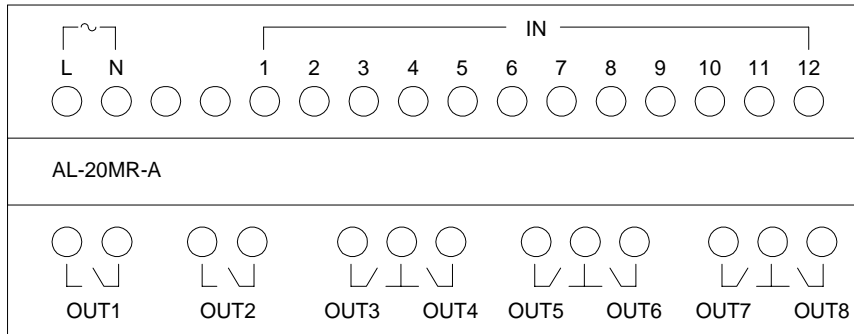 IN
L N 1 2 3 4 5 6 7 8 9 10 11 12
AL-20MR-A
OUT1 OUT2 OUT3 OUT4 OUT5 OUT6 OUT7 OUT8